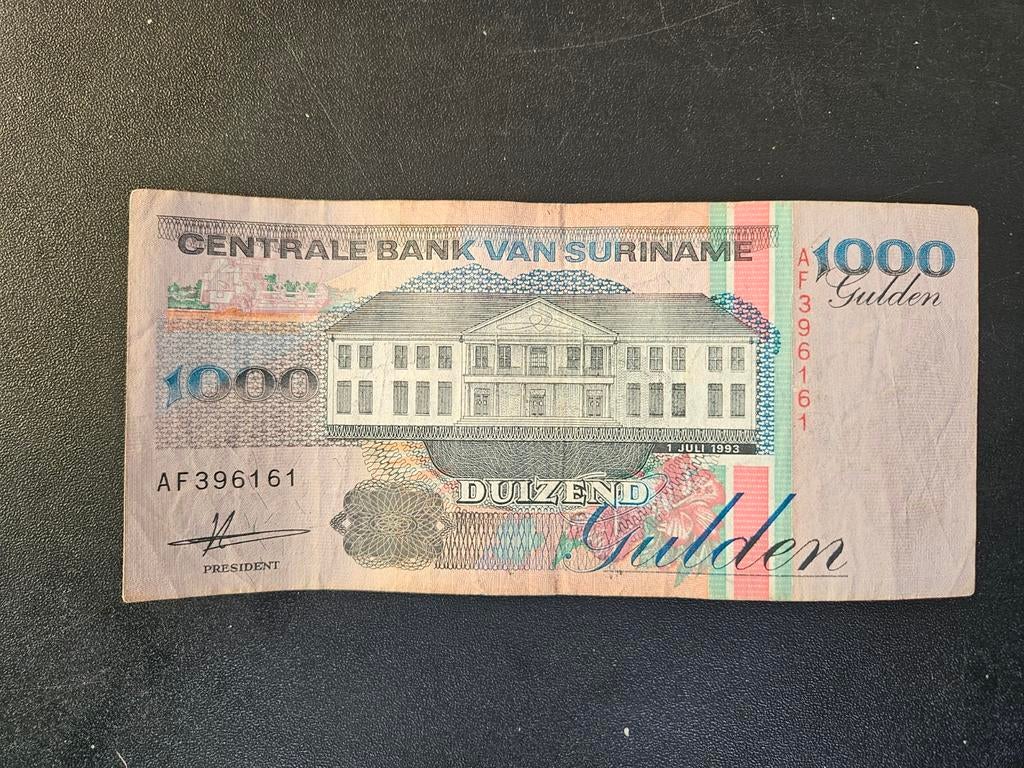 CENTRALE BANK VAN SURINAME
1000
Gulden
AF396161
1000
1 JULI 1993
AF396161
DUIZEND
Gulden
PRESIDENT